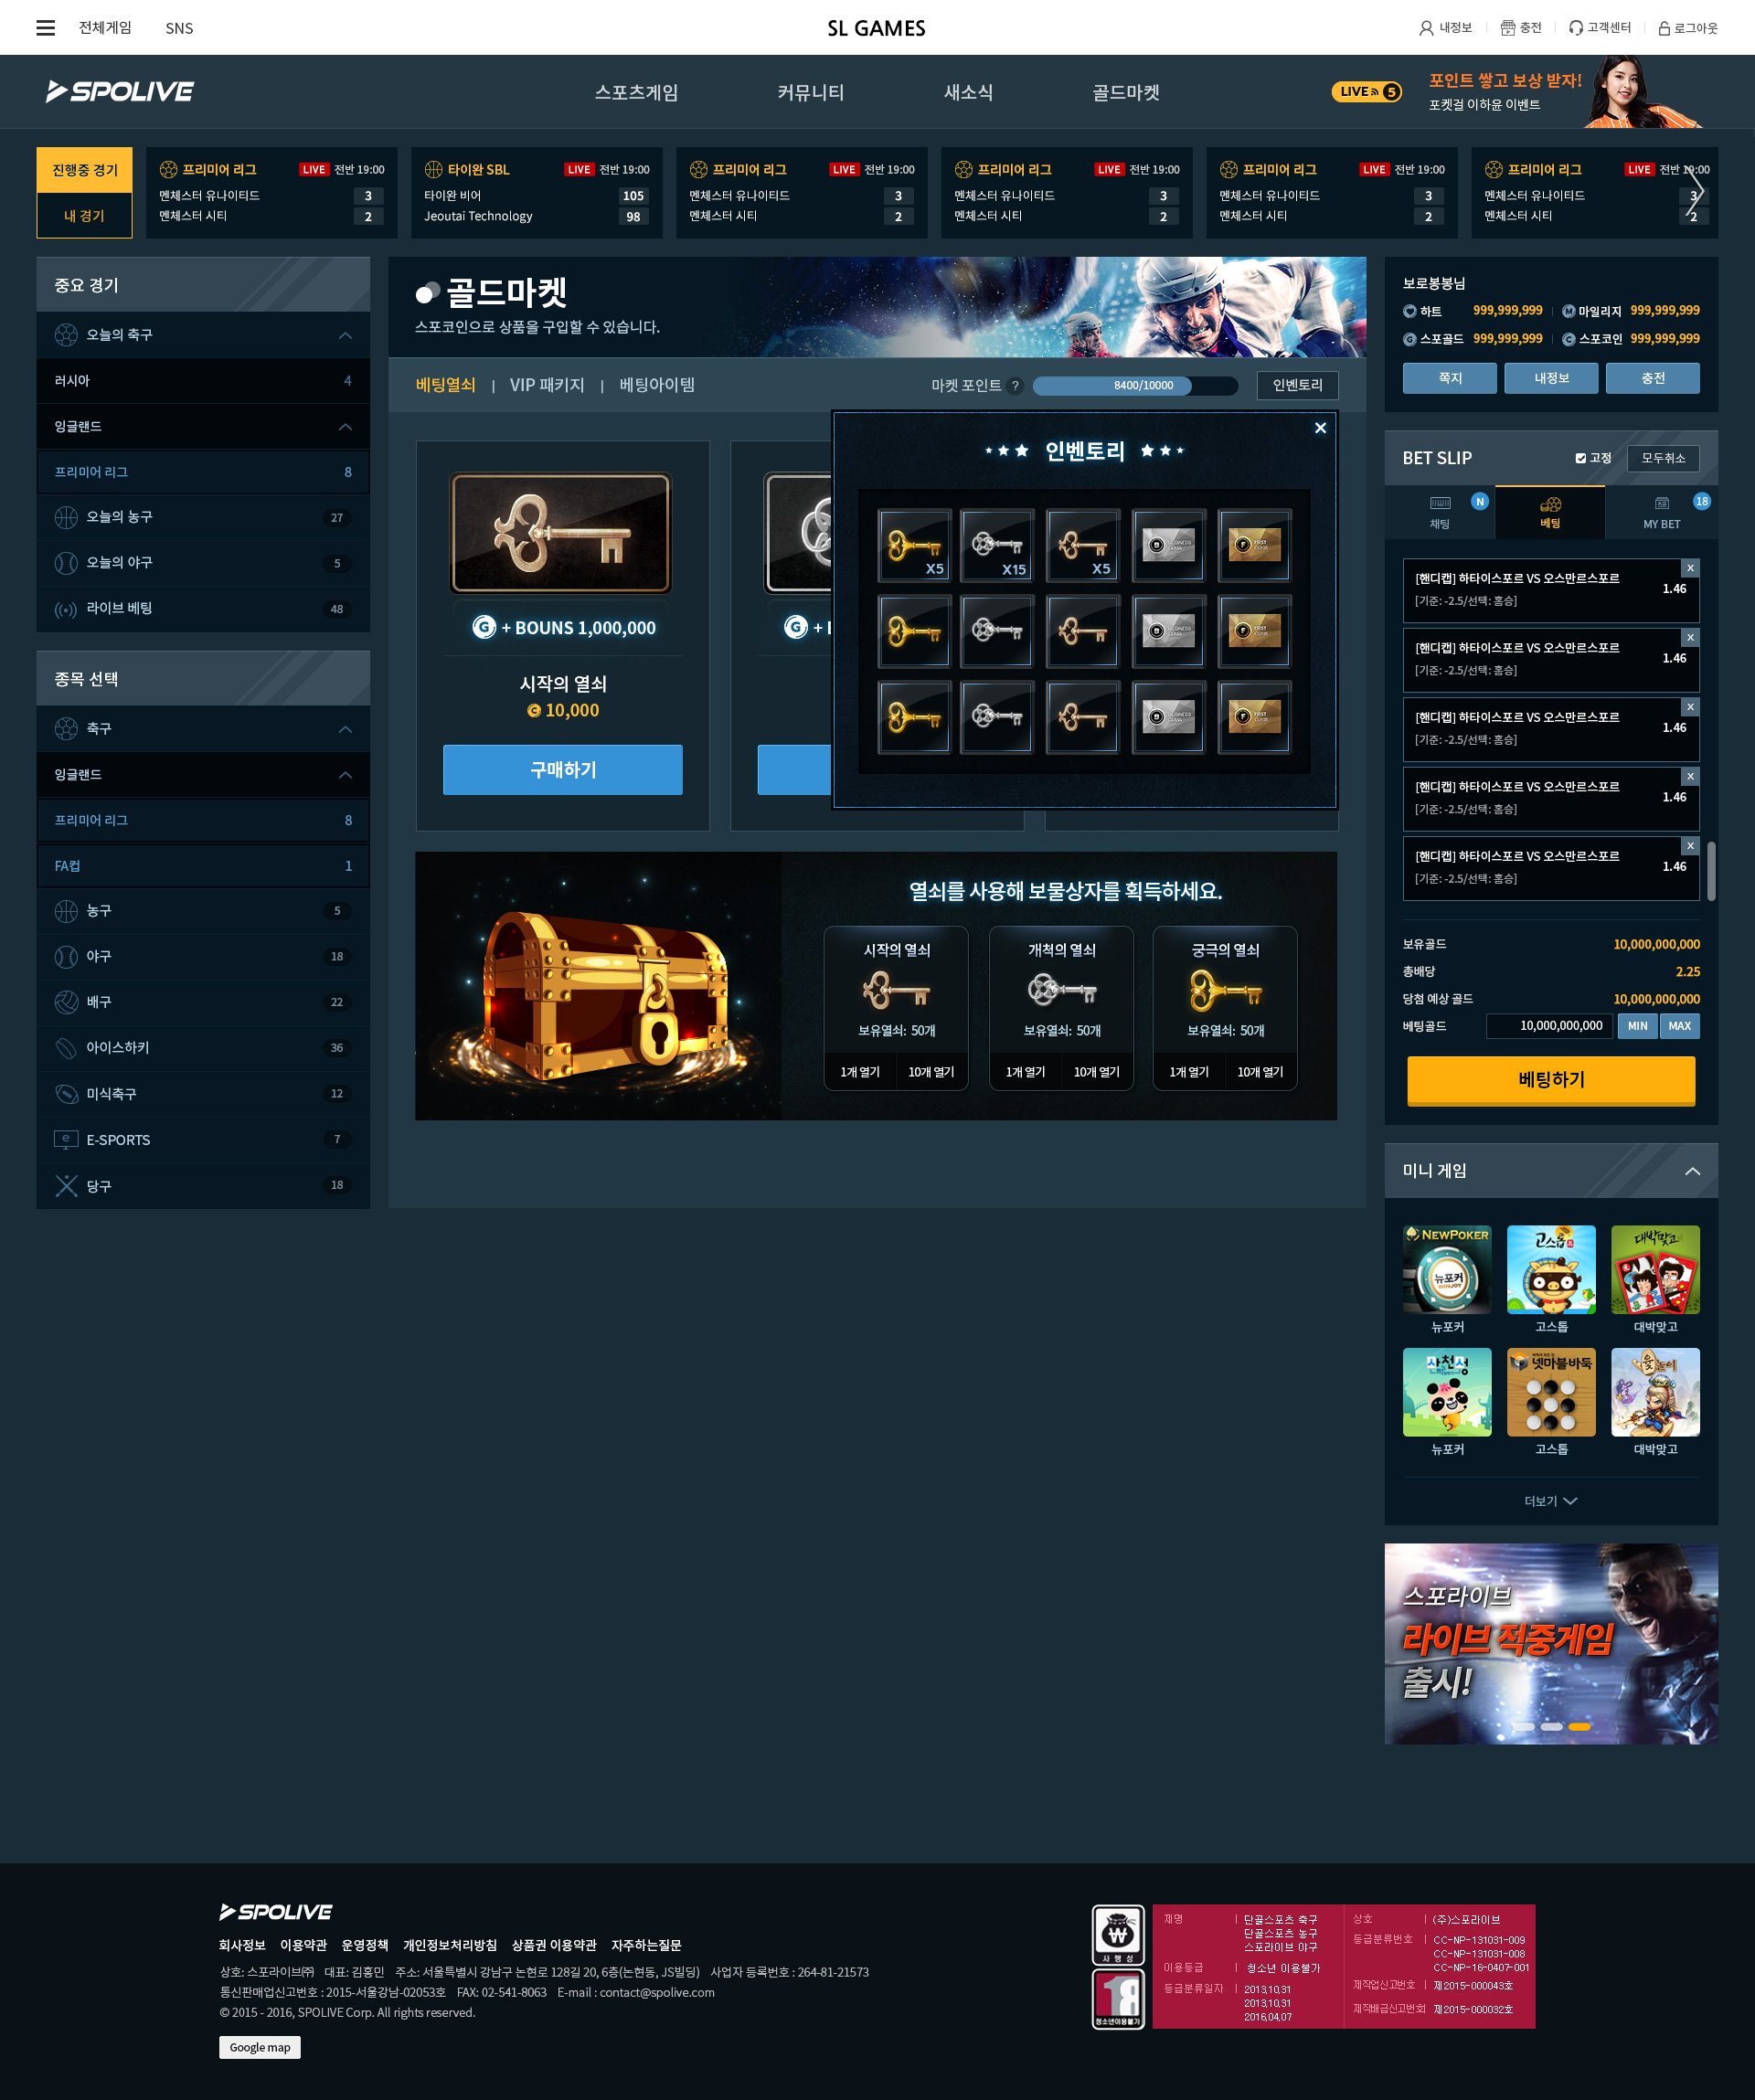 전체게임 SNS SL GAMES 내정보 충전 고객센터 로그아웃
SPOLIVE 스포츠게임 커뮤니티 새소식 골드마켓 LIVE 5
포인트 쌓고 보상 받자!
포켓걸 이하윤 이벤트
진행중 경기
내 경기
프리미어 리그 LIVE 전반 19:00
멘체스터 유나이티드 3
멘체스터 시티 2
타이완 SBL LIVE 전반 19:00
타이완 비어 105
Jeoutai Technology 98
프리미어 리그 LIVE 전반 19:00
멘체스터 유나이티드 3
멘체스터 시티 2
프리미어 리그 LIVE 전반 19:00
멘체스터 유나이티드 3
멘체스터 시티 2
프리미어 리그 LIVE 전반 19:00
멘체스터 유나이티드 3
멘체스터 시티 2
프리미어 리그 LIVE 전반 19:00
멘체스터 유나이티드 3
멘체스터 시티 2
중요 경기
오늘의 축구
러시아 4
잉글랜드
프리미어 리그 8
오늘의 농구 27
오늘의 야구 5
라이브 베팅 48
종목 선택
축구
잉글랜드
프리미어 리그 8
FA컵 1
농구 5
야구 18
배구 22
아이스하키 36
미식축구 12
E-SPORTS 7
당구 18
골드마켓
스포코인으로 상품을 구입할 수 있습니다.
베팅열쇠 | VIP 패키지 | 베팅아이템
마켓 포인트 ? 8400/10000 인벤토리
G + BOUNS 1,000,000
시작의 열쇠
C 10,000
구매하기
G + B
인벤토리
X5 X15 X5
BUSINESS CLASS
FIRST CLASS
BUSINESS CLASS
FIRST CLASS
BUSINESS CLASS
FIRST CLASS
열쇠를 사용해 보물상자를 획득하세요.
시작의 열쇠
보유열쇠: 50개
1개 열기 10개 열기
개척의 열쇠
보유열쇠: 50개
1개 열기 10개 열기
궁극의 열쇠
보유열쇠: 50개
1개 열기 10개 열기
보로봉봉님
하트 999,999,999 M 마일리지 999,999,999
G 스포골드 999,999,999 C 스포코인 999,999,999
쪽지 내정보 충전
BET SLIP 고정 모두취소
채팅 N 베팅 MY BET 18
[핸디캡] 하타이스포르 VS 오스만르스포르 X
[기준: -2.5/선택: 홈승] 1.46
[핸디캡] 하타이스포르 VS 오스만르스포르 X
[기준: -2.5/선택: 홈승] 1.46
[핸디캡] 하타이스포르 VS 오스만르스포르 X
[기준: -2.5/선택: 홈승] 1.46
[핸디캡] 하타이스포르 VS 오스만르스포르 X
[기준: -2.5/선택: 홈승] 1.46
[핸디캡] 하타이스포르 VS 오스만르스포르 X
[기준: -2.5/선택: 홈승] 1.46
보유골드 10,000,000,000
총배당 2.25
당첨 예상 골드 10,000,000,000
베팅골드 10,000,000,000 MIN MAX
베팅하기
미니 게임
NEWPOKER 뉴포커
고스톱
대박맞고
뉴포커 고스톱 대박맞고
사천성
넷마블바둑
윷놀이
뉴포커 고스톱 대박맞고
더보기
스포라이브
라이브 적중게임
출시!
SPOLIVE
회사정보 이용약관 운영정책 개인정보처리방침 상품권 이용약관 자주하는질문
상호: 스포라이브㈜ 대표: 김홍민 주소: 서울특별시 강남구 논현로 128길 20, 6층(논현동, JS빌딩) 사업자 등록번호 : 264-81-21573
통신판매업신고번호 : 2015-서울강남-02053호 FAX: 02-541-8063 E-mail : contact@spolive.com
© 2015 - 2016, SPOLIVE Corp. All rights reserved.
Google map
사행성
18
청소년이용불가
제명 | 단골스포츠 축구
단골스포츠 농구
스포라이브 야구
이용등급 | 청소년 이용불가
등급분류일자 | 2013,10,31
2013,10,31
2016,04,07
상호 | (주)스포라이브
등급분류번호 | CC-NP-131031-009
CC-NP-131031-008
CC-NP-16-0407-001
제작업신고번호 | 제2015-000043호
제작배급신고번호 | 제2015-000032호